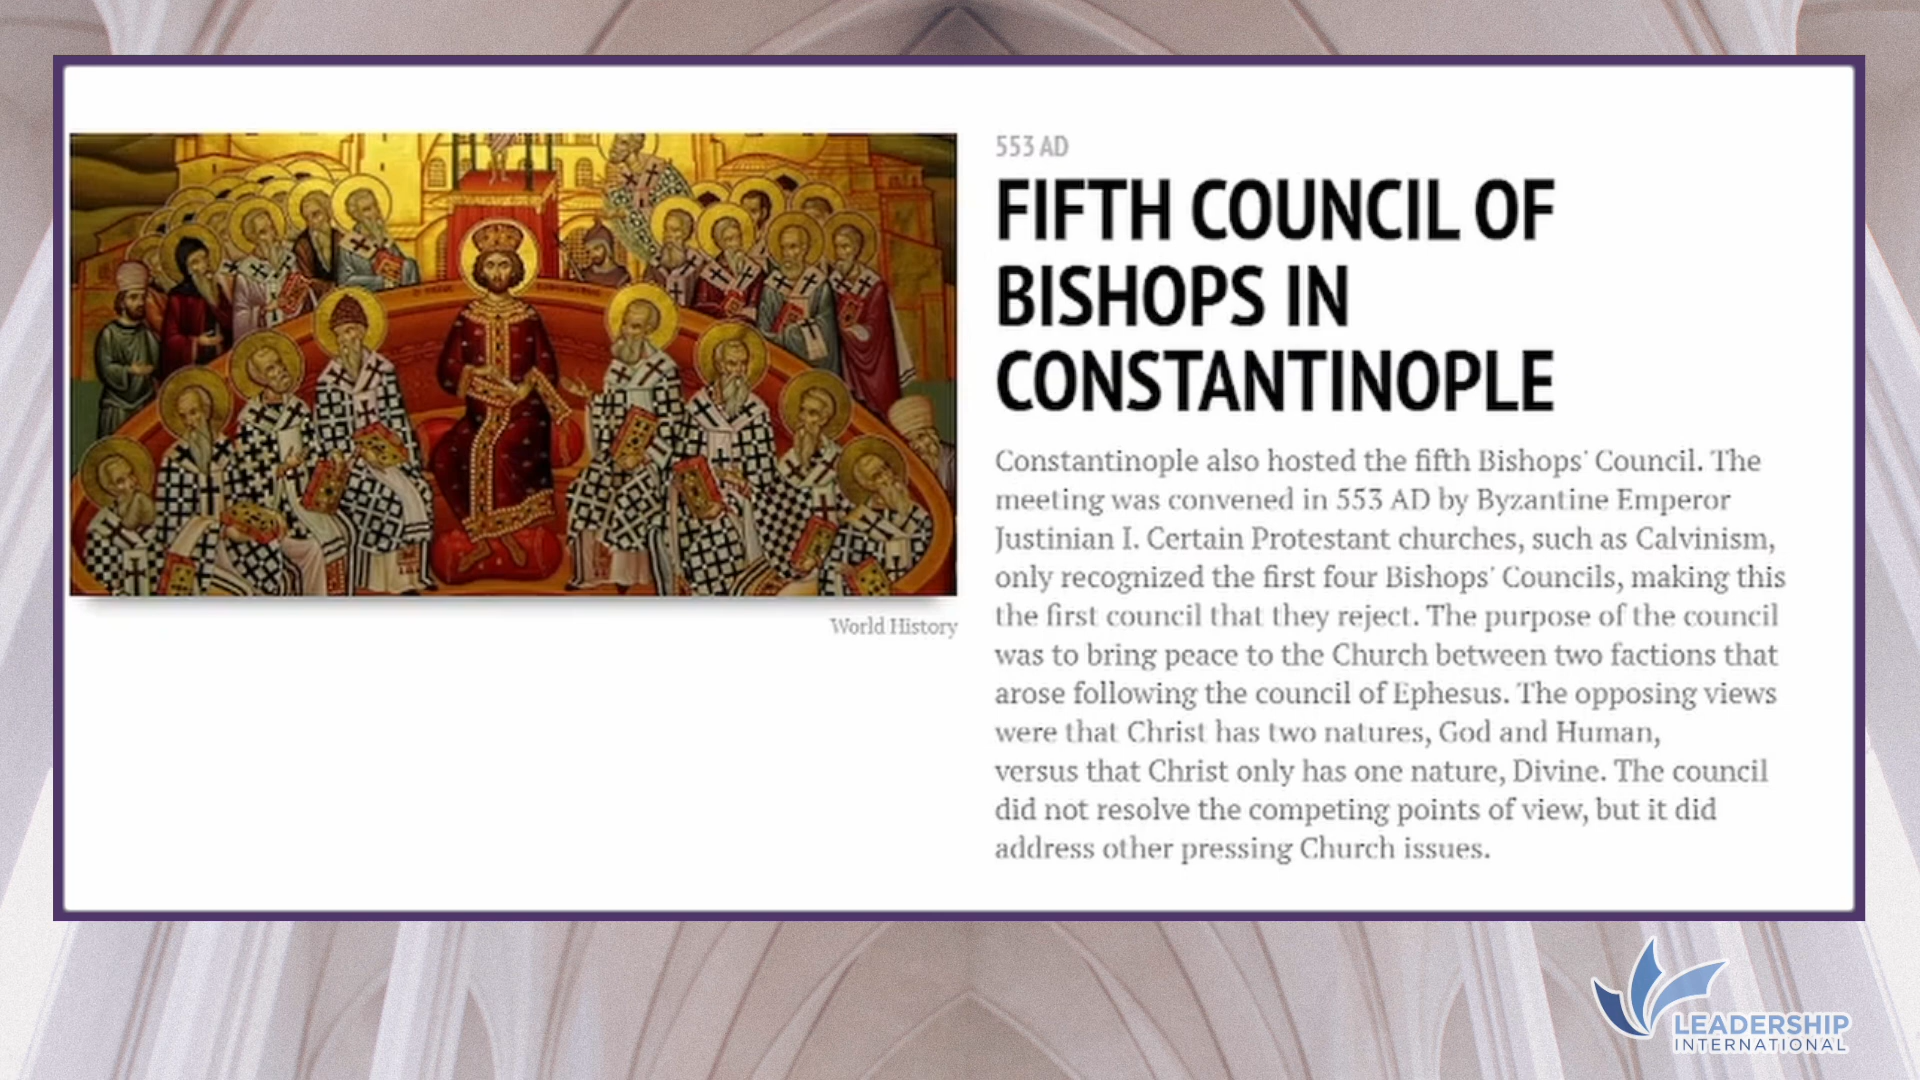 553 AD
FIFTH COUNCIL OF
BISHOPS IN
CONSTANTINOPLE
Constantinople also hosted the fifth Bishops' Council. The
meeting was convened in 553 AD by Byzantine Emperor
Justinian I. Certain Protestant churches, such as Calvinism,
only recognized the first four Bishops' Councils, making this
the first council that they reject. The purpose of the council
was to bring peace to the Church between two factions that
arose following the council of Ephesus. The opposing views
were that Christ has two natures, God and Human,
versus that Christ only has one nature, Divine. The council
did not resolve the competing points of view, but it did
address other pressing Church issues.
World History
LEADERSHIP
INTERNATIONAL